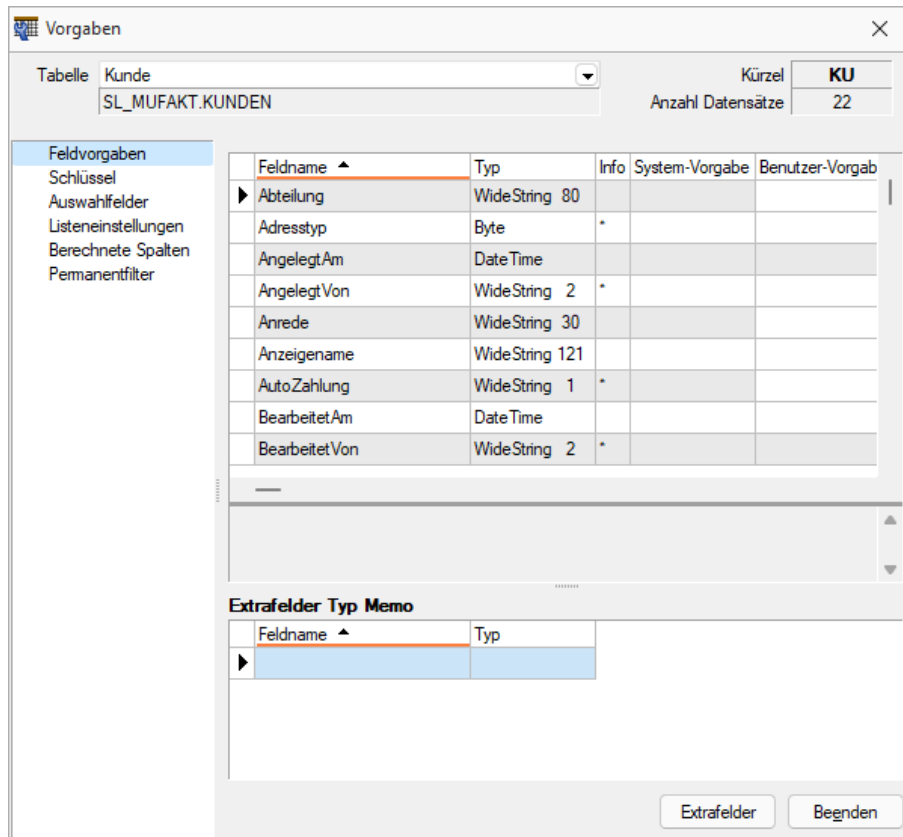 Vorgaben
Tabelle Kunde Kürzel KU
SL_MUFAKT.KUNDEN Anzahl Datensätze 22
Feldvorgaben
Schlüssel
Auswahlfelder
Listeneinstellungen
Berechnete Spalten
Permanentfilter
Feldname Typ Info System-Vorgabe Benutzer-Vorgab
Abteilung WideString 80
Adresstyp Byte *
AngelegtAm DateTime
AngelegtVon WideString 2 *
Anrede WideString 30
Anzeigename WideString 121
AutoZahlung WideString 1 *
BearbeitetAm DateTime
BearbeitetVon WideString 2 *
Extrafelder Typ Memo
Feldname Typ
Extrafelder Beenden